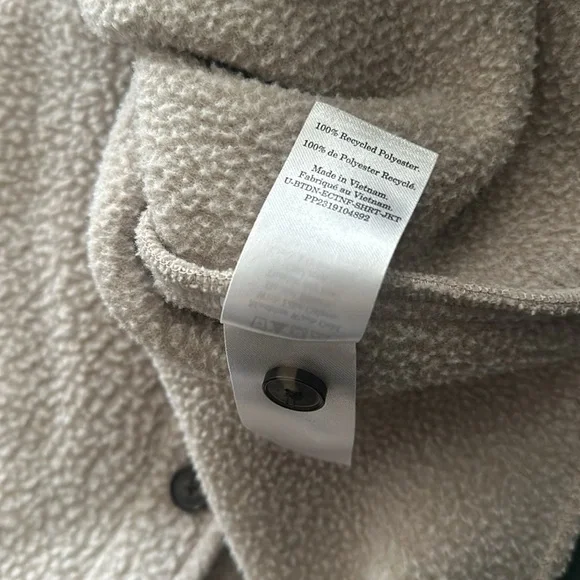 100% Recycled Polyester.
100% de Polyester Recyclé.
Made in Vietnam.
Fabriqué au Vietnam.
U-BTDN-ECTNF-SHRT-JKT
PP2319104892